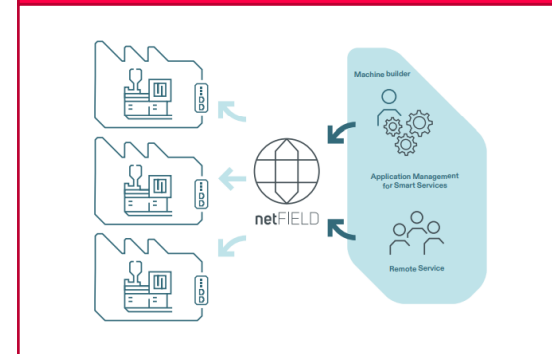 Machine builder
Application Management
for Smart Services
netFIELD
Remote Service